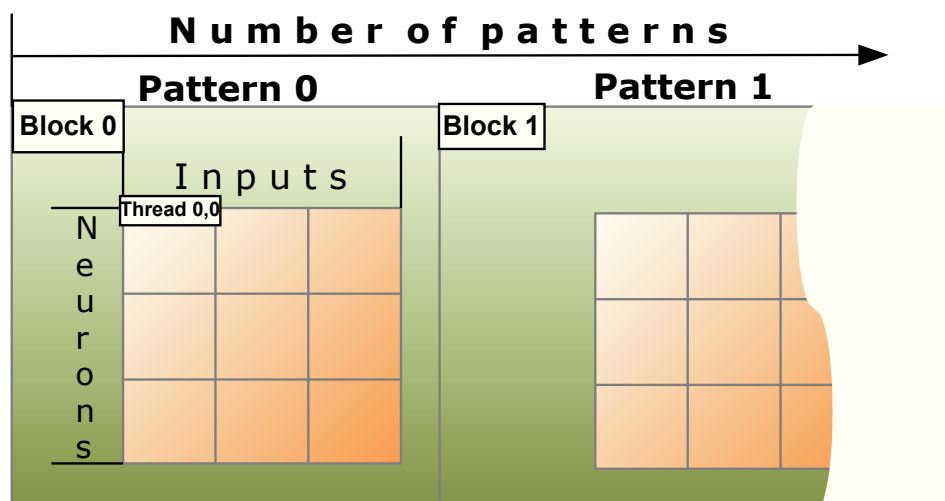 Number of patterns
Pattern 0
Pattern 1
Block 0
Block 1
Inputs
Thread 0,0
Neurons